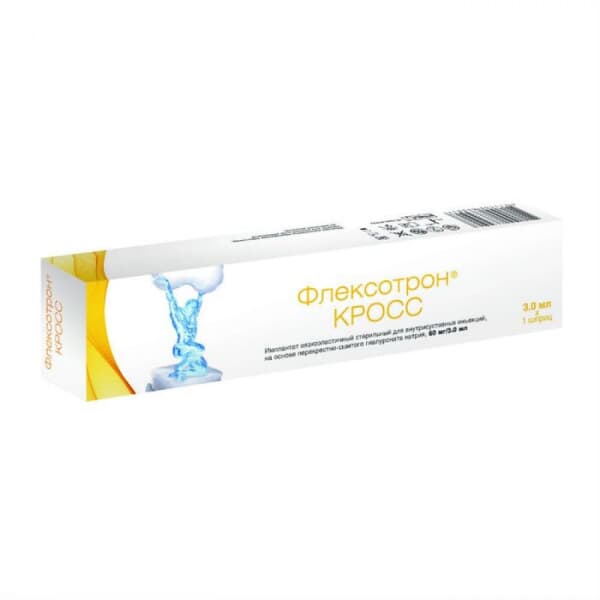 Флексотрон®
КРОСС
Имплантат вязкоэластичный стерильный для внутрисуставных инъекций,
на основе перекрестно-сшитого гиалуроната натрия, 60 мг/3.0 мл
3.0 мл
x
1 шприц
Флексотрон®
КРОСС